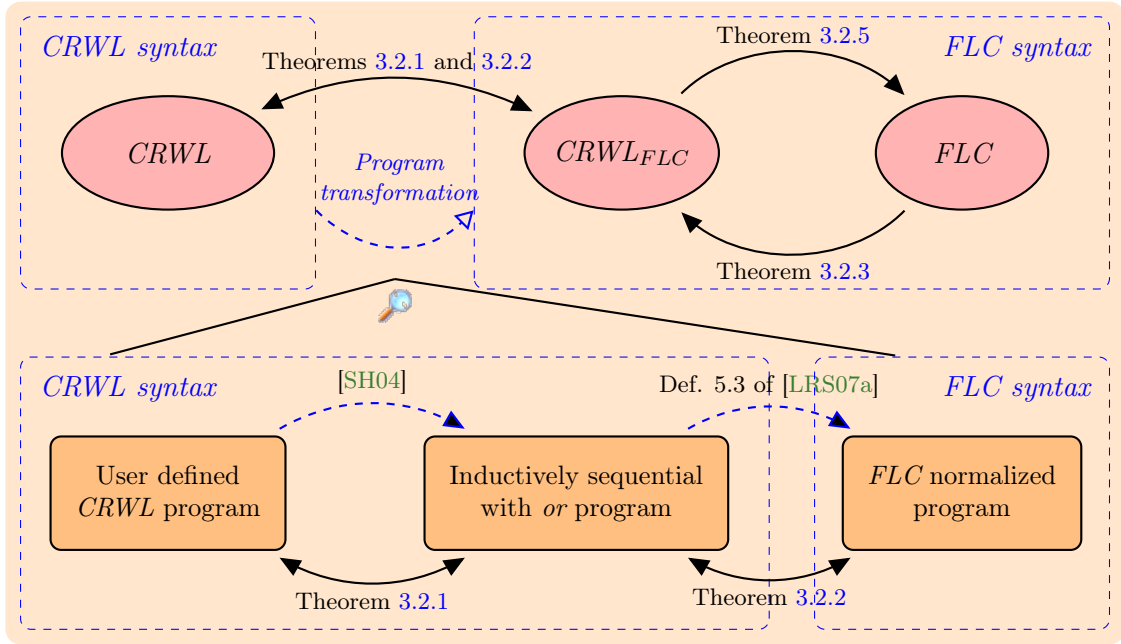 CRWL syntax
Theorem 3.2.5
FLC syntax
Theorems 3.2.1 and 3.2.2
CRWL
CRWL_FLC
FLC
Program
transformation
Theorem 3.2.3
CRWL syntax
[SH04]
Def. 5.3 of [LRS07a]
FLC syntax
User defined
CRWL program
Inductively sequential
with or program
FLC normalized
program
Theorem 3.2.1
Theorem 3.2.2